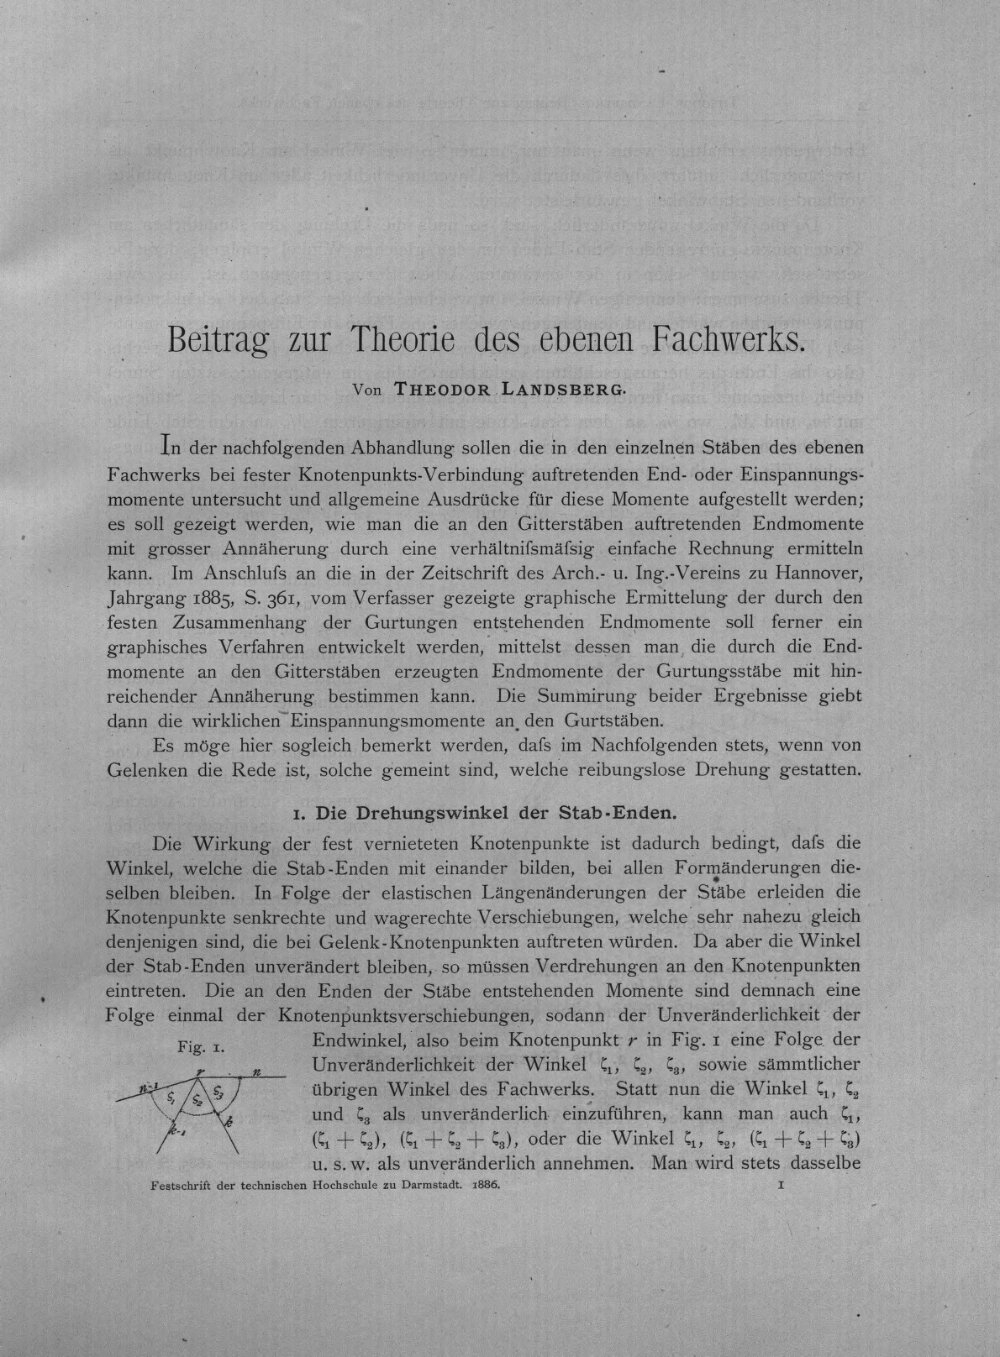 Beitrag zur Theorie des ebenen Fachwerks.
Von THEODOR LANDSBERG.
In der nachfolgenden Abhandlung sollen die in den einzelnen Stäben des ebenen
Fachwerks bei fester Knotenpunkts-Verbindung auftretenden End- oder Einspannungs-
momente untersucht und allgemeine Ausdrücke für diese Momente aufgestellt werden;
es soll gezeigt werden, wie man die an den Gitterstäben auftretenden Endmomente
mit grosser Annäherung durch eine verhältnifsmäfsig einfache Rechnung ermitteln
kann. Im Anschlufs an die in der Zeitschrift des Arch.- u. Ing.-Vereins zu Hannover,
Jahrgang 1885, S. 361, vom Verfasser gezeigte graphische Ermittelung der durch den
festen Zusammenhang der Gurtungen entstehenden Endmomente soll ferner ein
graphisches Verfahren entwickelt werden, mittelst dessen man die durch die End-
momente an den Gitterstäben erzeugten Endmomente der Gurtungsstäbe mit hin-
reichender Annäherung bestimmen kann. Die Summirung beider Ergebnisse giebt
dann die wirklichen Einspannungsmomente an den Gurtstäben.
Es möge hier sogleich bemerkt werden, dafs im Nachfolgenden stets, wenn von
Gelenken die Rede ist, solche gemeint sind, welche reibungslose Drehung gestatten.
1. Die Drehungswinkel der Stab-Enden.
Die Wirkung der fest vernieteten Knotenpunkte ist dadurch bedingt, dafs die
Winkel, welche die Stab-Enden mit einander bilden, bei allen Formänderungen die-
selben bleiben. In Folge der elastischen Längenänderungen der Stäbe erleiden die
Knotenpunkte senkrechte und wagerechte Verschiebungen, welche sehr nahezu gleich
denjenigen sind, die bei Gelenk-Knotenpunkten auftreten würden. Da aber die Winkel
der Stab-Enden unverändert bleiben, so müssen Verdrehungen an den Knotenpunkten
eintreten. Die an den Enden der Stäbe entstehenden Momente sind demnach eine
Folge einmal der Knotenpunktsverschiebungen, sodann der Unveränderlichkeit der
Endwinkel, also beim Knotenpunkt r in Fig. 1 eine Folge der
Unveränderlichkeit der Winkel ζ₁, ζ₂, ζ₃, sowie sämmtlicher
übrigen Winkel des Fachwerks. Statt nun die Winkel ζ₁, ζ₂
und ζ₃ als unveränderlich einzuführen, kann man auch ζ₁,
(ζ₁ + ζ₂), (ζ₁ + ζ₂ + ζ₃), oder die Winkel ζ₁, ζ₂, (ζ₁ + ζ₂ + ζ₃)
u. s. w. als unveränderlich annehmen. Man wird stets dasselbe
Fig. 1.
r
n
n-1
ζ₁
ζ₂
ζ₃
k-1
k
Festschrift der technischen Hochschule zu Darmstadt. 1886.
1